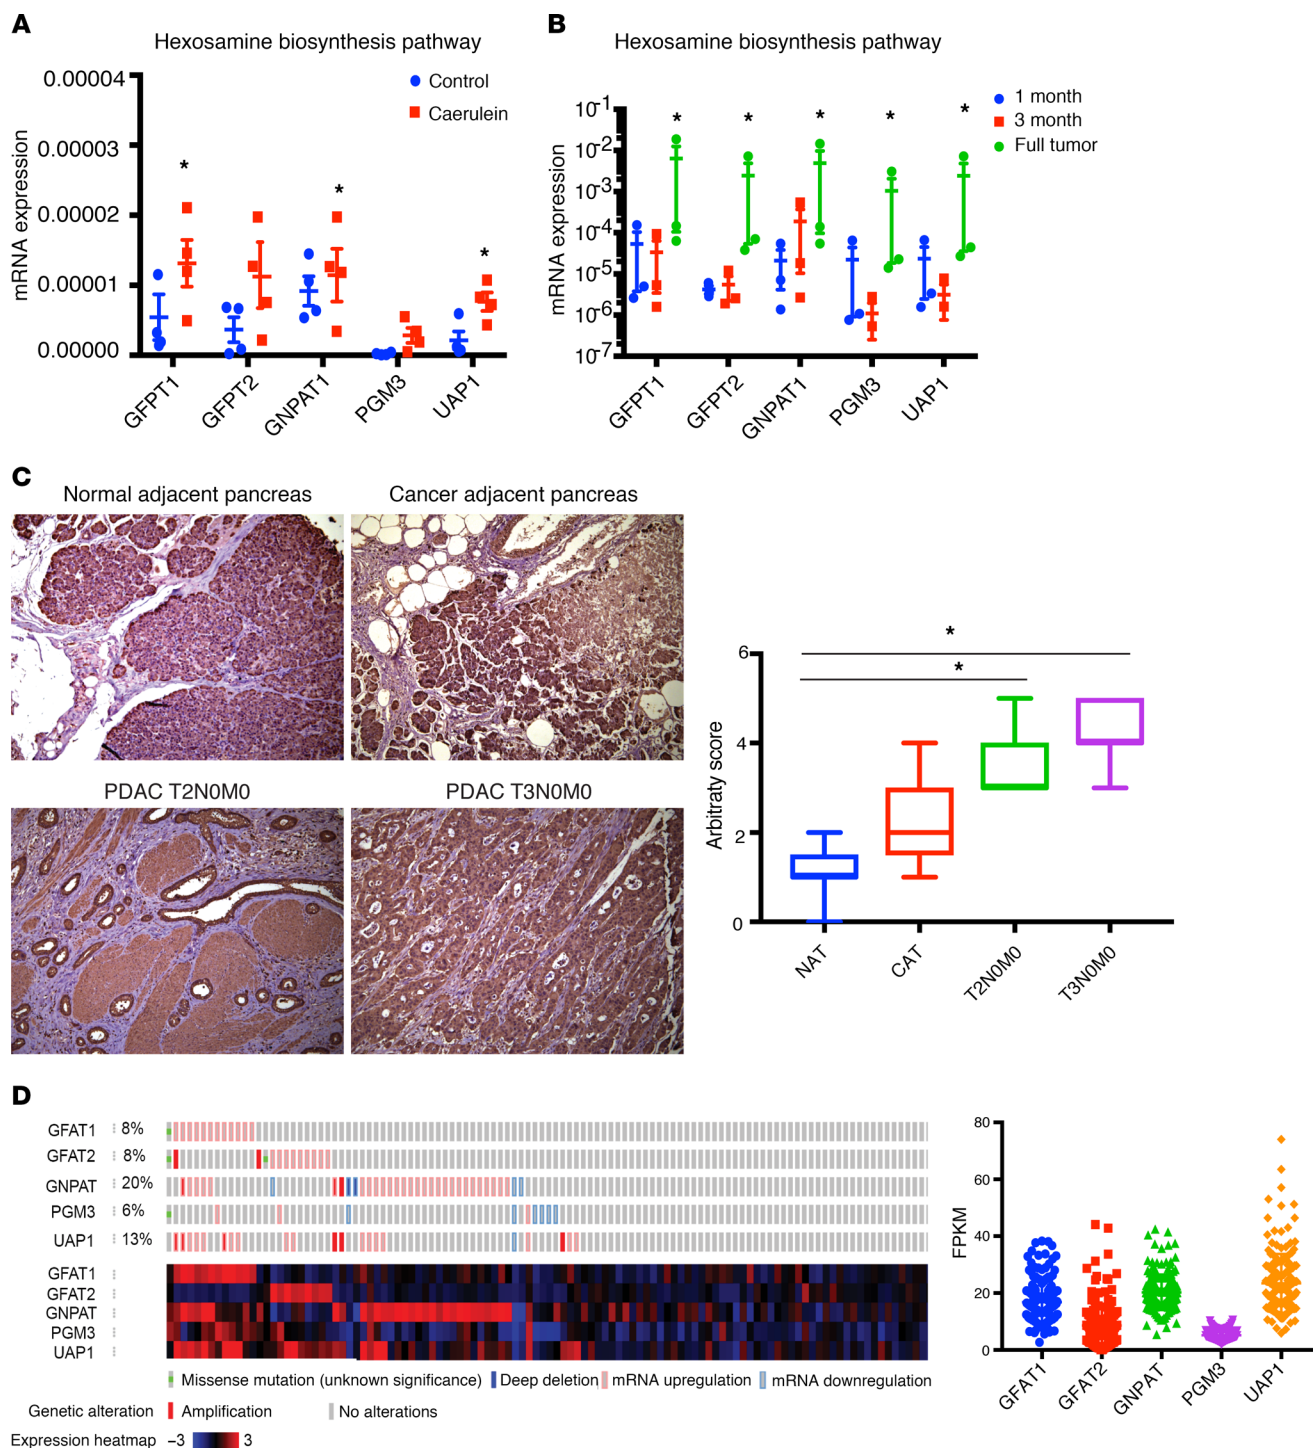 A
Hexosamine biosynthesis pathway
mRNA expression
0.00004
0.00003
0.00002
0.00001
0.00000
Control
Caerulein
*
*
*
GFPT1
GFPT2
GNPAT1
PGM3
UAP1
B
Hexosamine biosynthesis pathway
mRNA expression
10-1
10-2
10-3
10-4
10-5
10-6
10-7
1 month
3 month
Full tumor
*
*
*
*
*
GFPT1
GFPT2
GNPAT1
PGM3
UAP1
C
Normal adjacent pancreas
Cancer adjacent pancreas
PDAC T2N0M0
PDAC T3N0M0
Arbitraty score
6
4
2
0
*
*
NAT
CAT
T2N0M0
T3N0M0
D
GFAT1 8%
GFAT2 8%
GNPAT 20%
PGM3 6%
UAP1 13%
GFAT1
GFAT2
GNPAT
PGM3
UAP1
Missense mutation (unknown significance) Deep deletion mRNA upregulation mRNA downregulation
Genetic alteration Amplification No alterations
Expression heatmap −3 3
FPKM
80
60
40
20
0
GFAT1
GFAT2
GNPAT
PGM3
UAP1